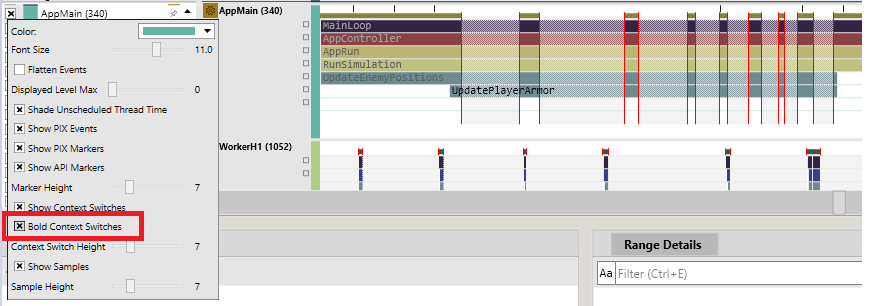 AppMain (340)
Color:
Font Size 11.0
Flatten Events
Displayed Level Max 0
Shade Unscheduled Thread Time
Show PIX Events
Show PIX Markers
Show API Markers
Marker Height 7
Show Context Switches
Bold Context Switches
Context Switch Height 7
Show Samples
Sample Height 7
AppMain (340)
MainLoop
AppController
AppRun
RunSimulation
UpdateEnemyPositions
UpdatePlayerArmor
WorkerH1 (1052)
Range Details
Aa Filter (Ctrl+E)